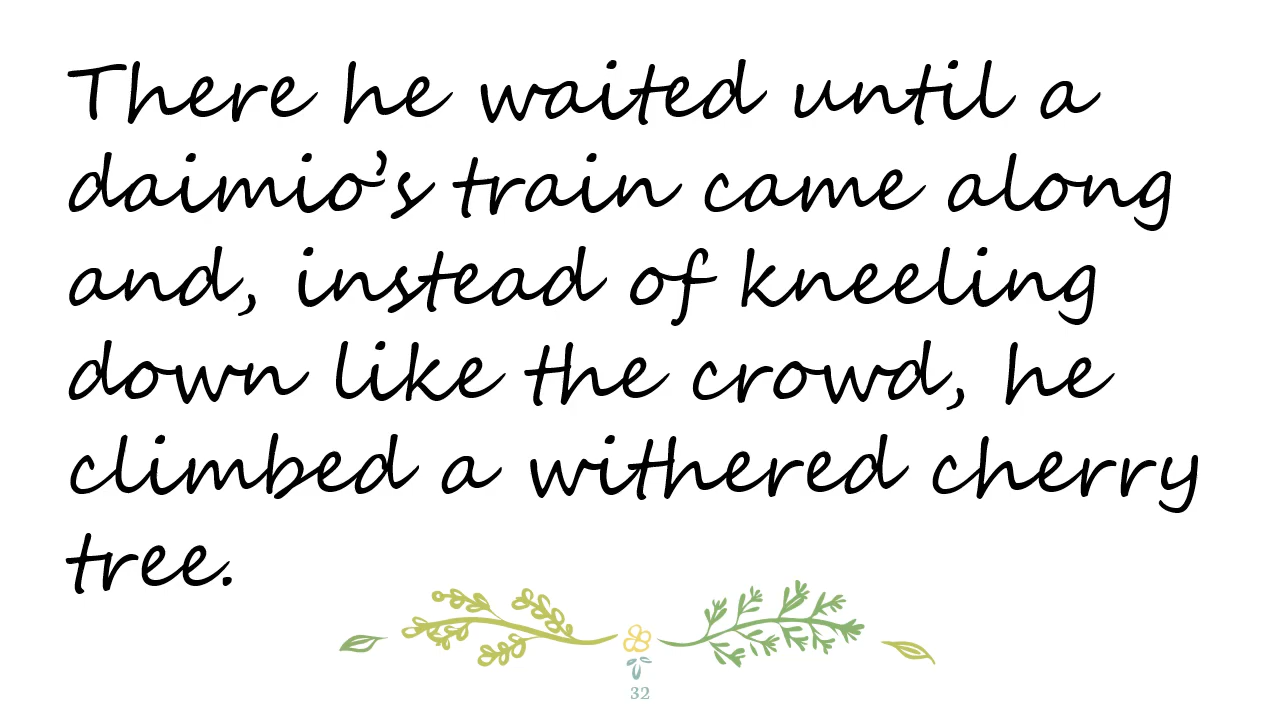 There he waited until a
daimio’s train came along
and, instead of kneeling
down like the crowd, he
climbed a withered cherry
tree.
32